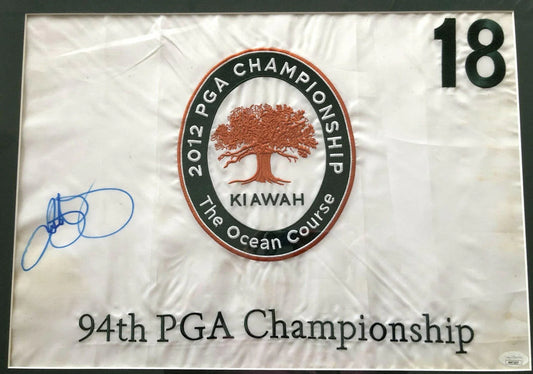 18
2012 PGA CHAMPIONSHIP
KIAWAH
The Ocean Course
94th PGA Championship